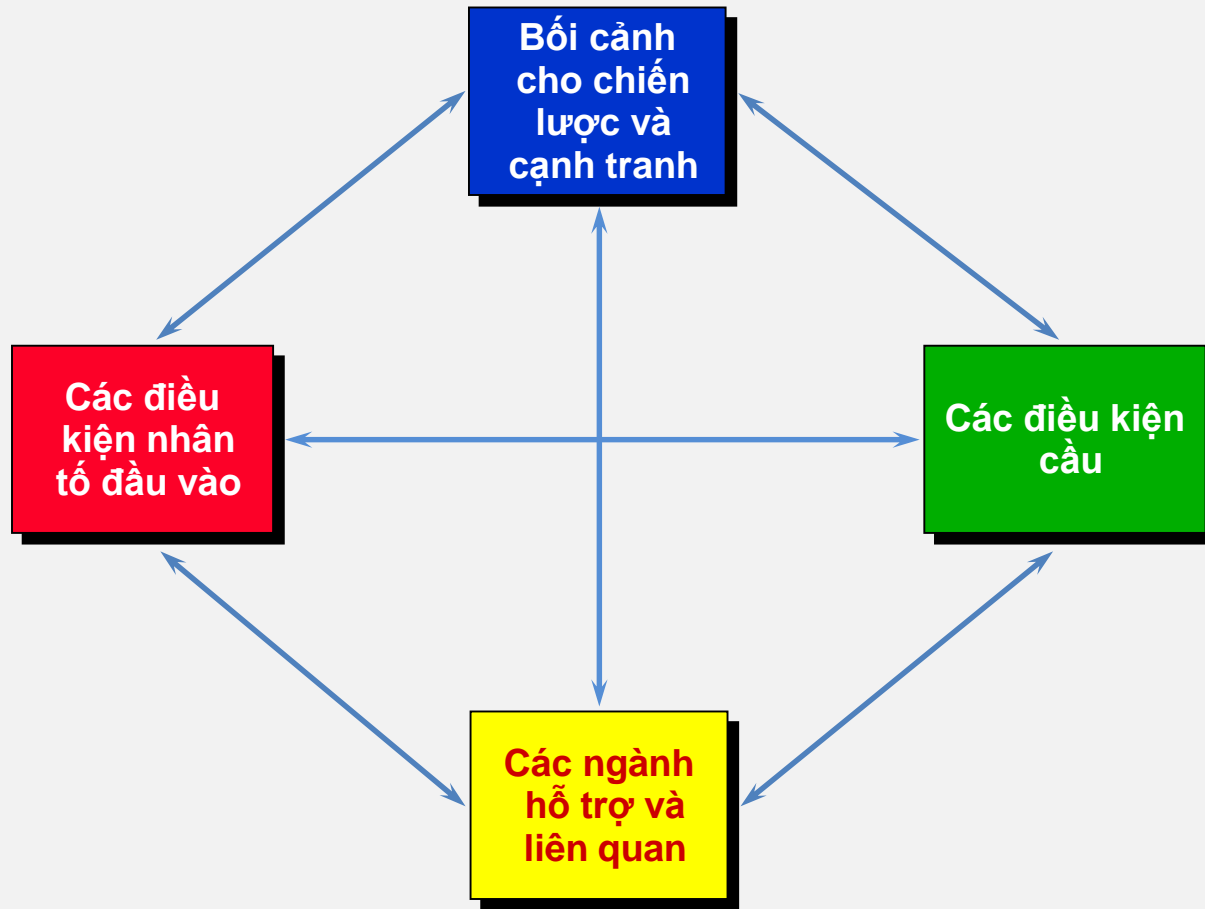 Bối cảnh
cho chiến
lược và
cạnh tranh
Các điều
kiện nhân
tố đầu vào
Các điều kiện
cầu
Các ngành
hỗ trợ và
liên quan